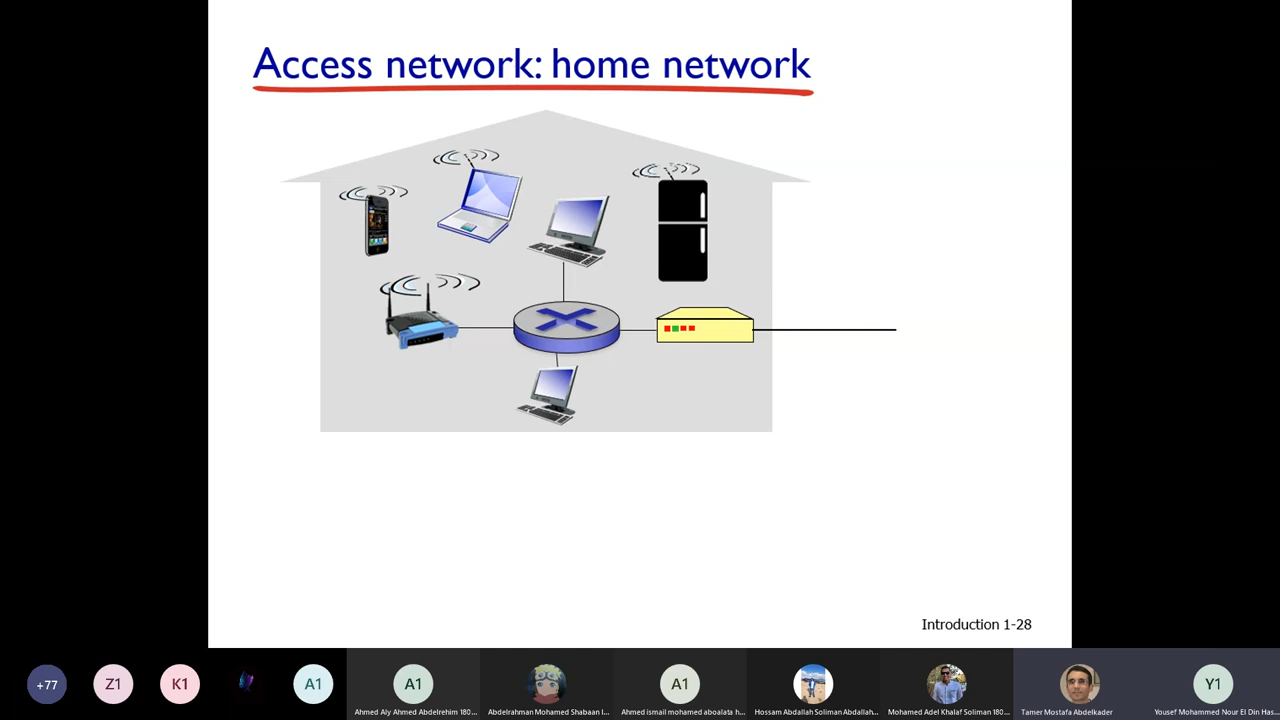 Access network: home network
Introduction 1-28
+77
Z1
K1
A1
A1
A1
Y1
Ahmed Aly Ahmed Abdelrehim 180...
Abdelrahman Mohamed Shabaan I...
Ahmed ismail mohamed aboalata h...
Hossam Abdallah Soliman Abdallah...
Mohamed Adel Khalaf Soliman 180...
Tamer Mostafa Abdelkader
Yousef Mohammed Nour El Din Has...